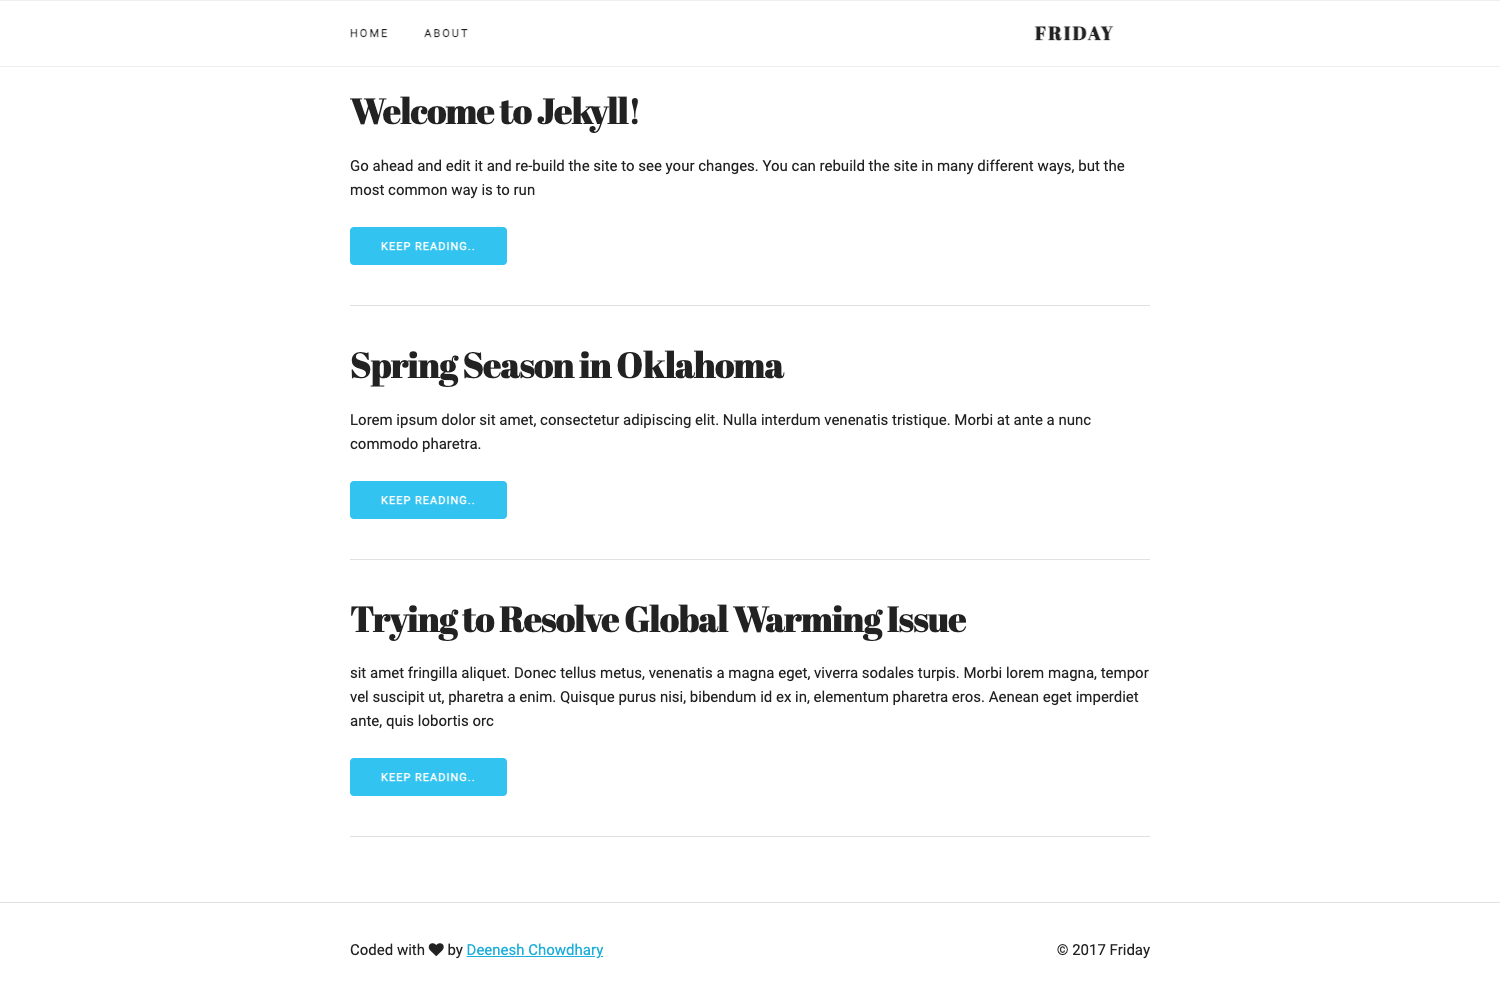 HOME ABOUT FRIDAY
Welcome to Jekyll!
Go ahead and edit it and re-build the site to see your changes. You can rebuild the site in many different ways, but the
most common way is to run
KEEP READING..
Spring Season in Oklahoma
Lorem ipsum dolor sit amet, consectetur adipiscing elit. Nulla interdum venenatis tristique. Morbi at ante a nunc
commodo pharetra.
KEEP READING..
Trying to Resolve Global Warming Issue
sit amet fringilla aliquet. Donec tellus metus, venenatis a magna eget, viverra sodales turpis. Morbi lorem magna, tempor
vel suscipit ut, pharetra a enim. Quisque purus nisi, bibendum id ex in, elementum pharetra eros. Aenean eget imperdiet
ante, quis lobortis orc
KEEP READING..
Coded with ♥ by Deenesh Chowdhary © 2017 Friday